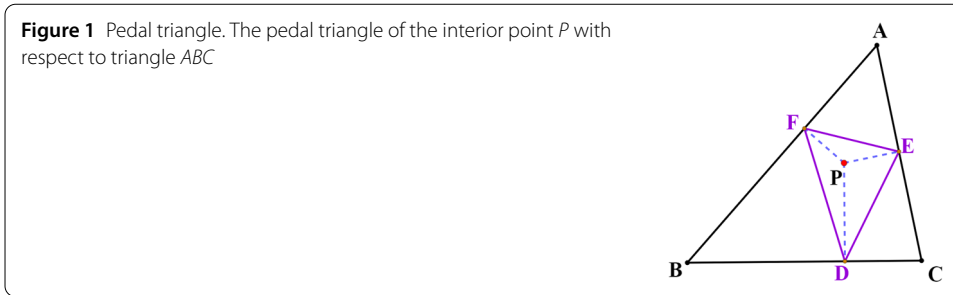 Figure 1 Pedal triangle. The pedal triangle of the interior point P with
respect to triangle ABC
A
F
E
P
B
D
C